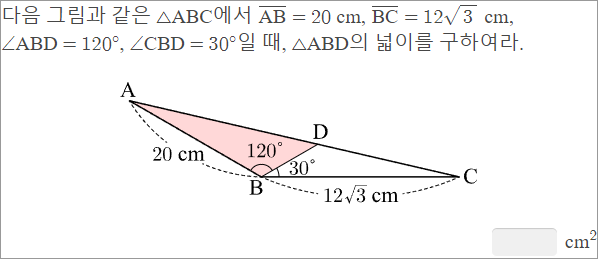 다음 그림과 같은 △ABC에서 AB̅ = 20 cm, BC̅ = 12√3 cm,
∠ABD = 120°, ∠CBD = 30°일 때, △ABD의 넓이를 구하여라.
A
D
20 cm
120°
30°
B
C
12√3 cm
cm²